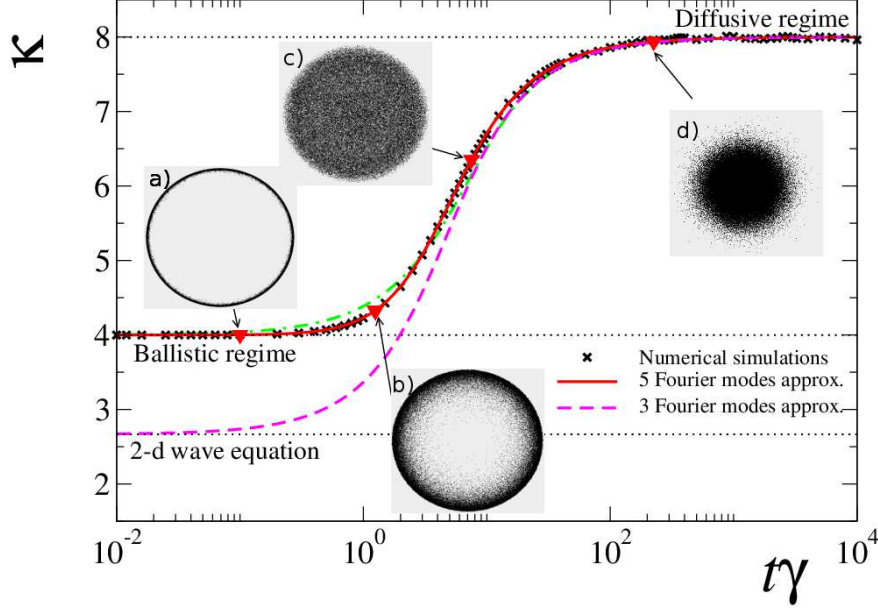 κ
8
7
6
5
4
3
2
Diffusive regime
c)
d)
a)
Ballistic regime
Numerical simulations
5 Fourier modes approx.
b)
3 Fourier modes approx.
2-d wave equation
10^-2
10^0
10^2
10^4
tγ